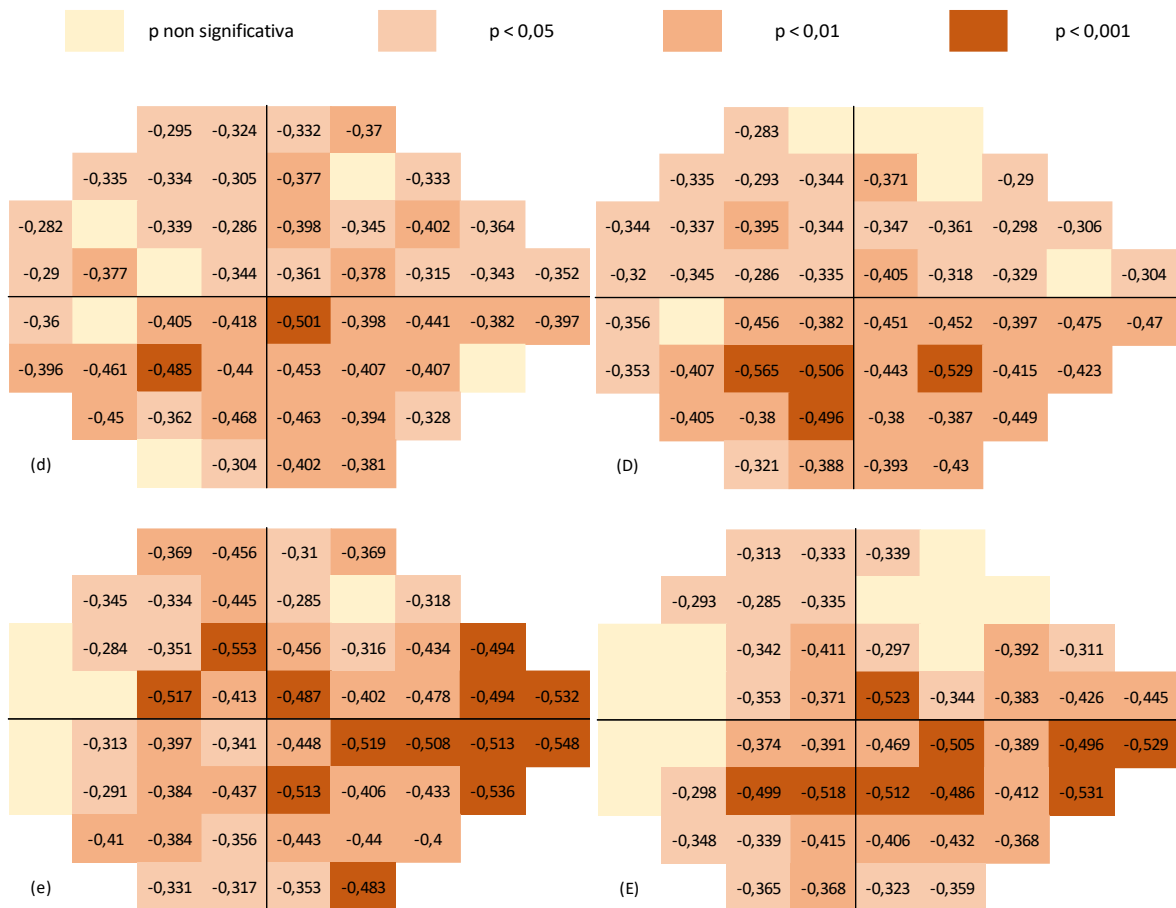 p non significativa p < 0,05 p < 0,01 p < 0,001
-0,295 -0,324 -0,332 -0,37
-0,335 -0,334 -0,305 -0,377 -0,333
-0,282 -0,339 -0,286 -0,398 -0,345 -0,402 -0,364
-0,29 -0,377 -0,344 -0,361 -0,378 -0,315 -0,343 -0,352
-0,36 -0,405 -0,418 -0,501 -0,398 -0,441 -0,382 -0,397
-0,396 -0,461 -0,485 -0,44 -0,453 -0,407 -0,407
-0,45 -0,362 -0,468 -0,463 -0,394 -0,328
(d) -0,304 -0,402 -0,381
-0,283
-0,335 -0,293 -0,344 -0,371 -0,29
-0,344 -0,337 -0,395 -0,344 -0,347 -0,361 -0,298 -0,306
-0,32 -0,345 -0,286 -0,335 -0,405 -0,318 -0,329 -0,304
-0,356 -0,456 -0,382 -0,451 -0,452 -0,397 -0,475 -0,47
-0,353 -0,407 -0,565 -0,506 -0,443 -0,529 -0,415 -0,423
-0,405 -0,38 -0,496 -0,38 -0,387 -0,449
(D) -0,321 -0,388 -0,393 -0,43
-0,369 -0,456 -0,31 -0,369
-0,345 -0,334 -0,445 -0,285 -0,318
-0,284 -0,351 -0,553 -0,456 -0,316 -0,434 -0,494
-0,517 -0,413 -0,487 -0,402 -0,478 -0,494 -0,532
-0,313 -0,397 -0,341 -0,448 -0,519 -0,508 -0,513 -0,548
-0,291 -0,384 -0,437 -0,513 -0,406 -0,433 -0,536
-0,41 -0,384 -0,356 -0,443 -0,44 -0,4
(e) -0,331 -0,317 -0,353 -0,483
-0,313 -0,333 -0,339
-0,293 -0,285 -0,335
-0,342 -0,411 -0,297 -0,392 -0,311
-0,353 -0,371 -0,523 -0,344 -0,383 -0,426 -0,445
-0,374 -0,391 -0,469 -0,505 -0,389 -0,496 -0,529
-0,298 -0,499 -0,518 -0,512 -0,486 -0,412 -0,531
-0,348 -0,339 -0,415 -0,406 -0,432 -0,368
(E) -0,365 -0,368 -0,323 -0,359